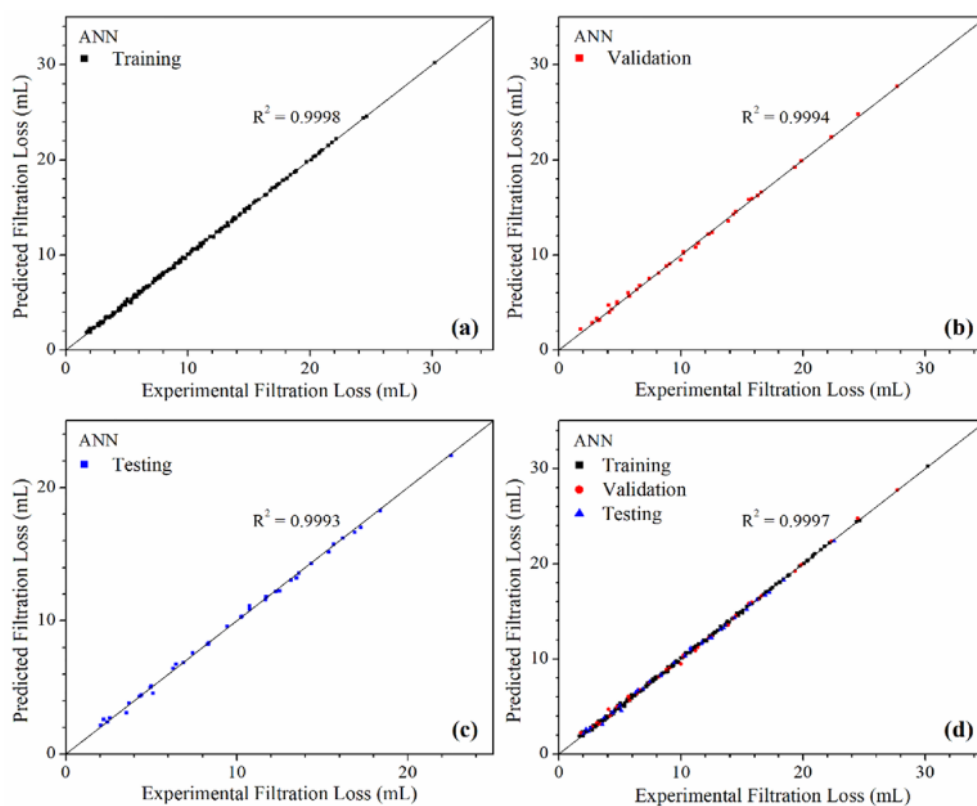 ANN
Training
R² = 0.9998
(a)
30
20
10
0
0 10 20 30
Predicted Filtration Loss (mL)
Experimental Filtration Loss (mL)
ANN
Validation
R² = 0.9994
(b)
30
20
10
0
0 10 20 30
Predicted Filtration Loss (mL)
Experimental Filtration Loss (mL)
ANN
Testing
R² = 0.9993
(c)
20
10
0
0 10 20
Predicted Filtration Loss (mL)
Experimental Filtration Loss (mL)
ANN
Training
Validation
Testing
R² = 0.9997
(d)
30
20
10
0
0 10 20 30
Predicted Filtration Loss (mL)
Experimental Filtration Loss (mL)